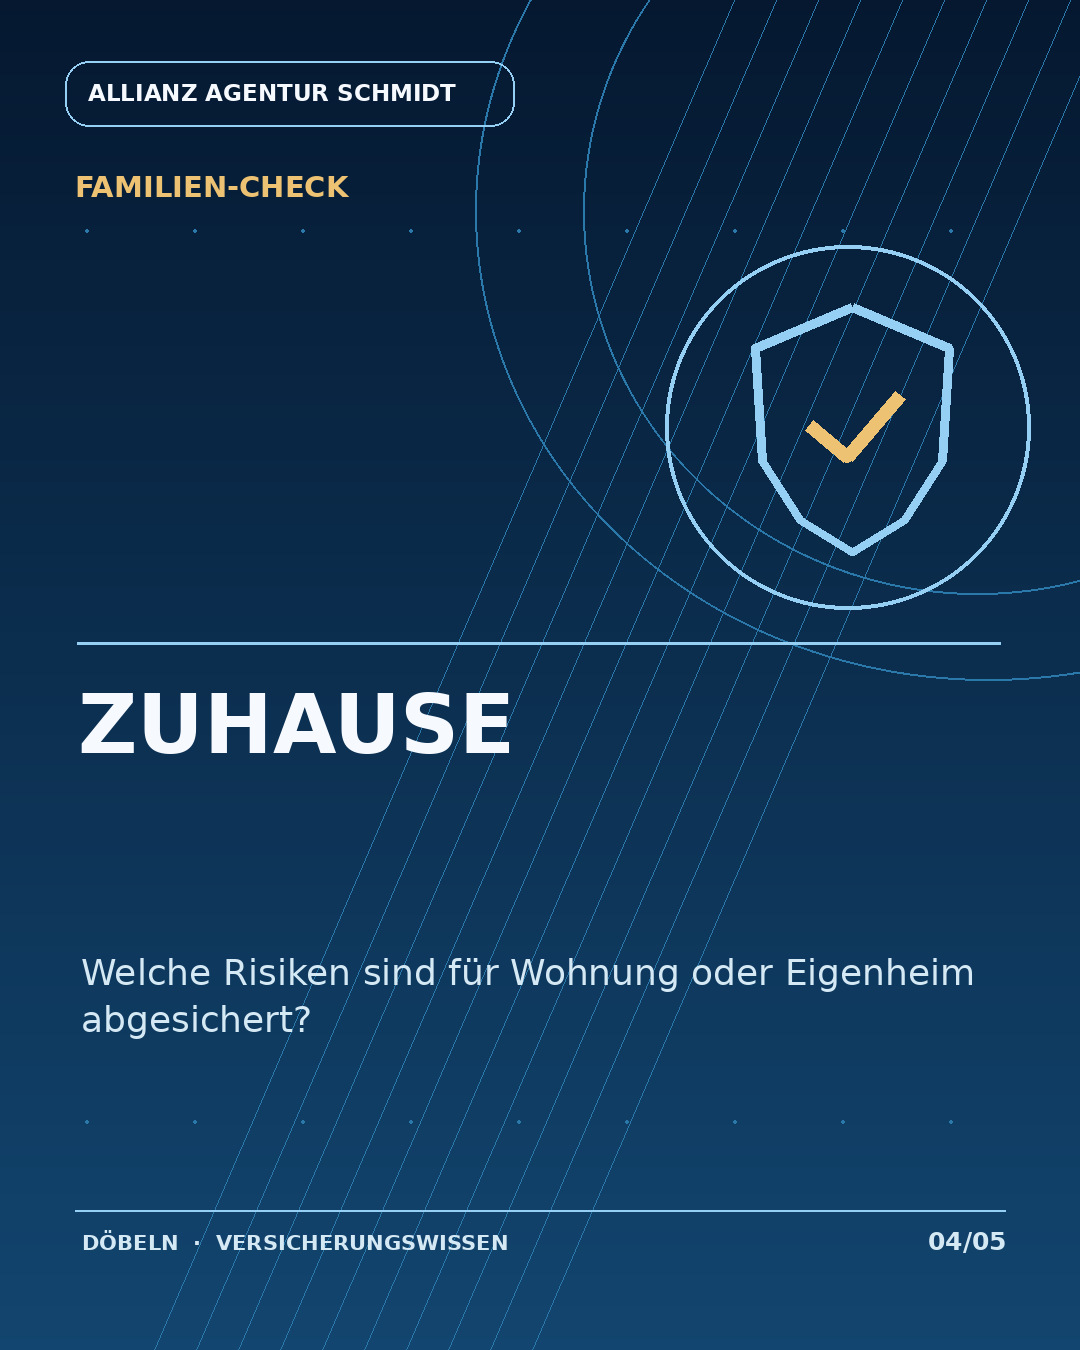 ALLIANZ AGENTUR SCHMIDT
FAMILIEN-CHECK
ZUHAUSE
Welche Risiken sind für Wohnung oder Eigenheim
abgesichert?
DÖBELN · VERSICHERUNGSWISSEN
04/05